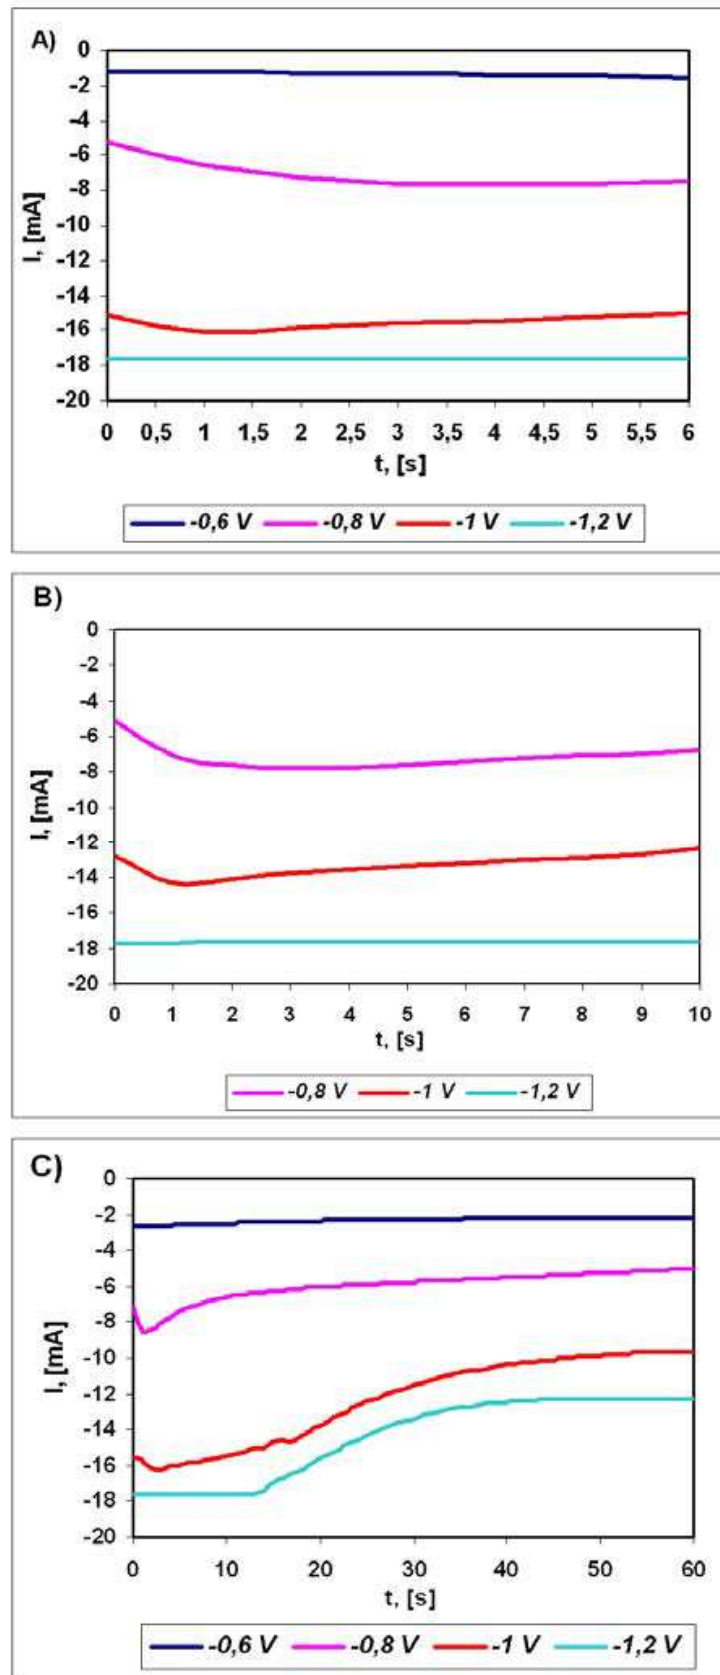 A)
0
-2
-4
-6
-8
-10
-12
-14
-16
-18
-20
I, [mA]
0 0,5 1 1,5 2 2,5 3 3,5 4 4,5 5 5,5 6
t, [s]
-0,6 V -0,8 V -1 V -1,2 V
B)
0
-2
-4
-6
-8
-10
-12
-14
-16
-18
-20
I, [mA]
0 1 2 3 4 5 6 7 8 9 10
t, [s]
-0,8 V -1 V -1,2 V
C)
0
-2
-4
-6
-8
-10
-12
-14
-16
-18
-20
I, [mA]
0 10 20 30 40 50 60
t, [s]
-0,6 V -0,8 V -1 V -1,2 V